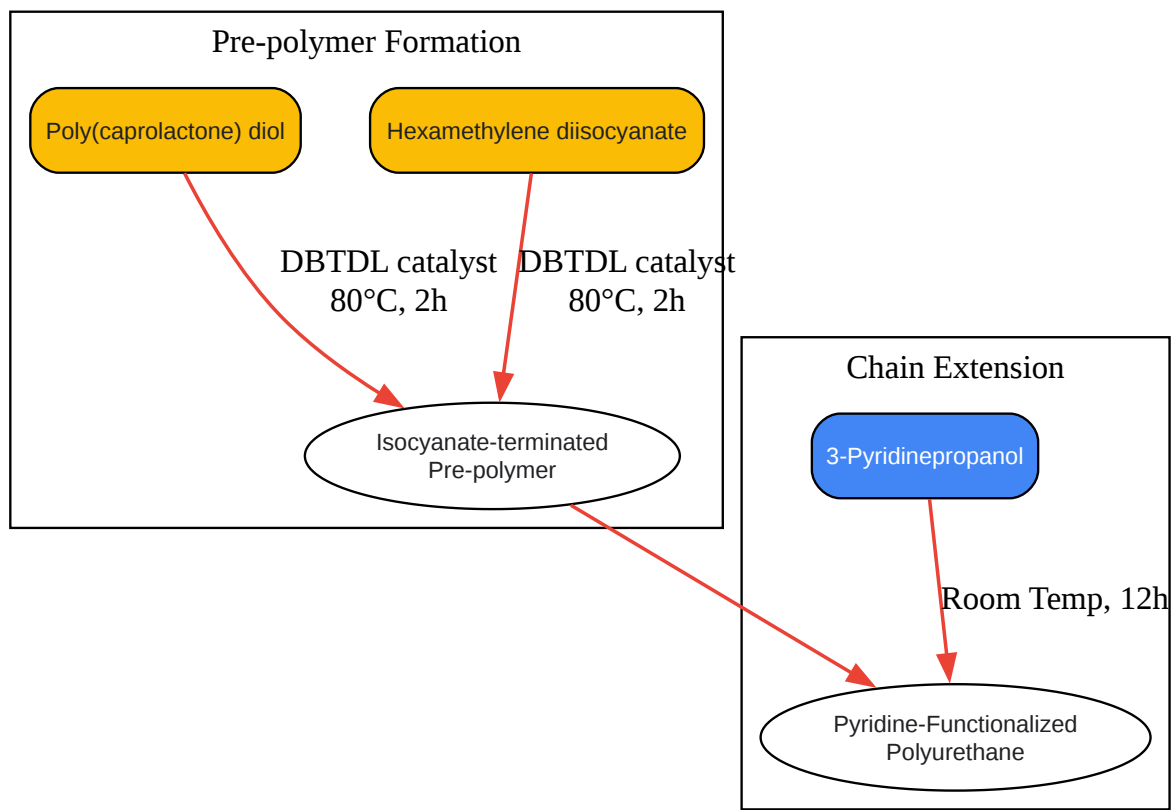 Pre-polymer Formation
Poly(caprolactone) diol
Hexamethylene diisocyanate
DBTDL catalyst
80°C, 2h
DBTDL catalyst
80°C, 2h
Isocyanate-terminated
Pre-polymer
Chain Extension
3-Pyridinepropanol
Room Temp, 12h
Pyridine-Functionalized
Polyurethane